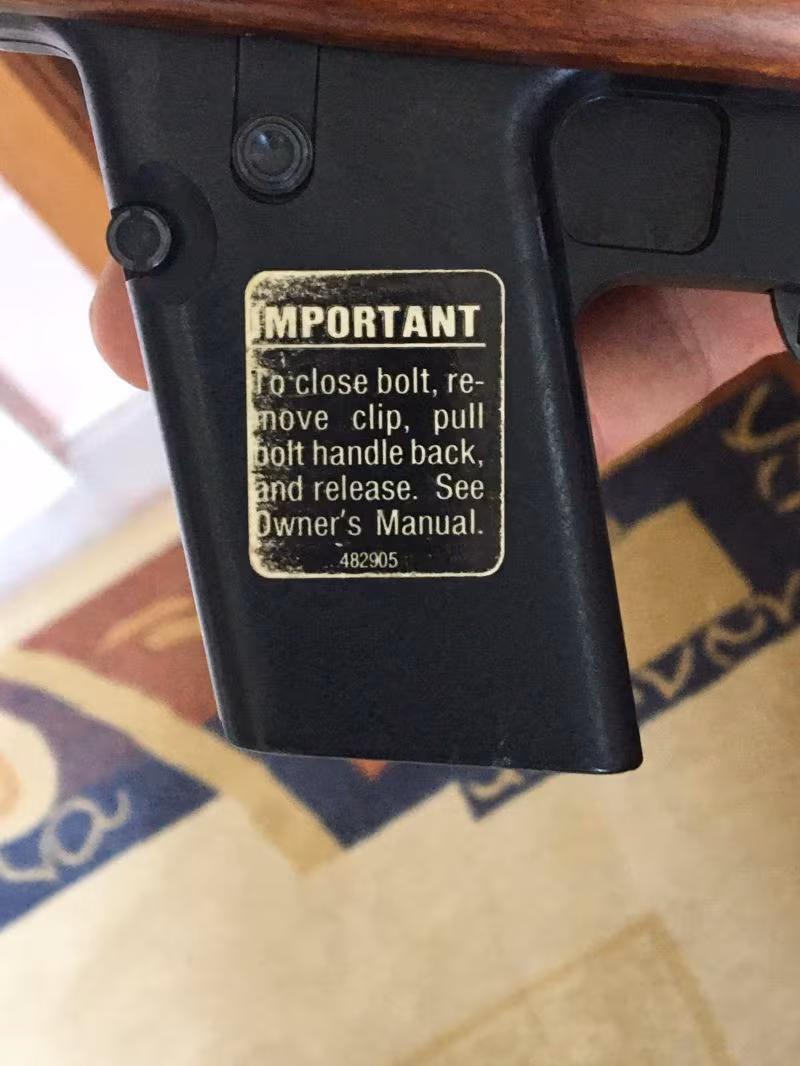 IMPORTANT
To close bolt, re-
move clip, pull
bolt handle back,
and release. See
Owner's Manual.
482905